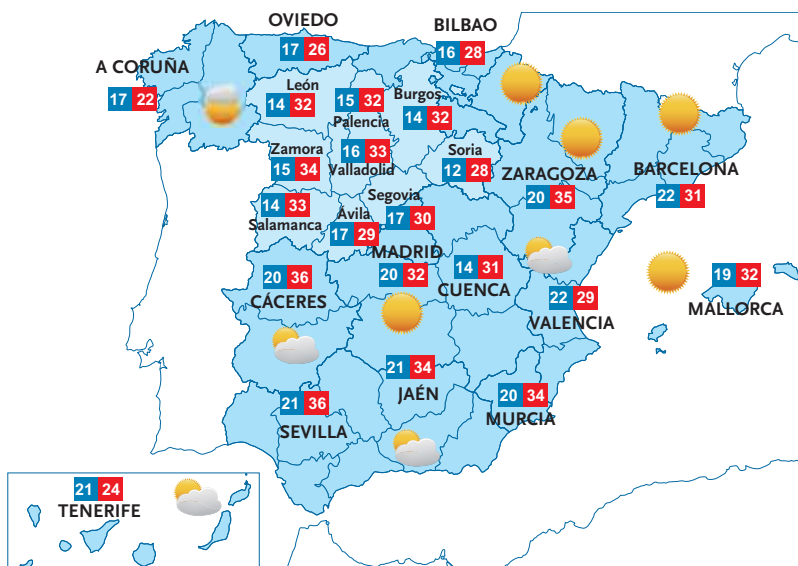 OVIEDO
17 26
BILBAO
16 28
A CORUÑA
17 22
León
14 32
15 32
Palencia
Burgos
14 32
Zamora
15 34
16 33
Valladolid
Soria
12 28
ZARAGOZA
20 35
BARCELONA
22 31
14 33
Salamanca
Ávila
17 29
Segovia
17 30
MADRID
20 32
14 31
CUENCA
20 36
CÁCERES
22 29
VALENCIA
19 32
MALLORCA
21 34
JAÉN
21 36
SEVILLA
20 34
MURCIA
21 24
TENERIFE